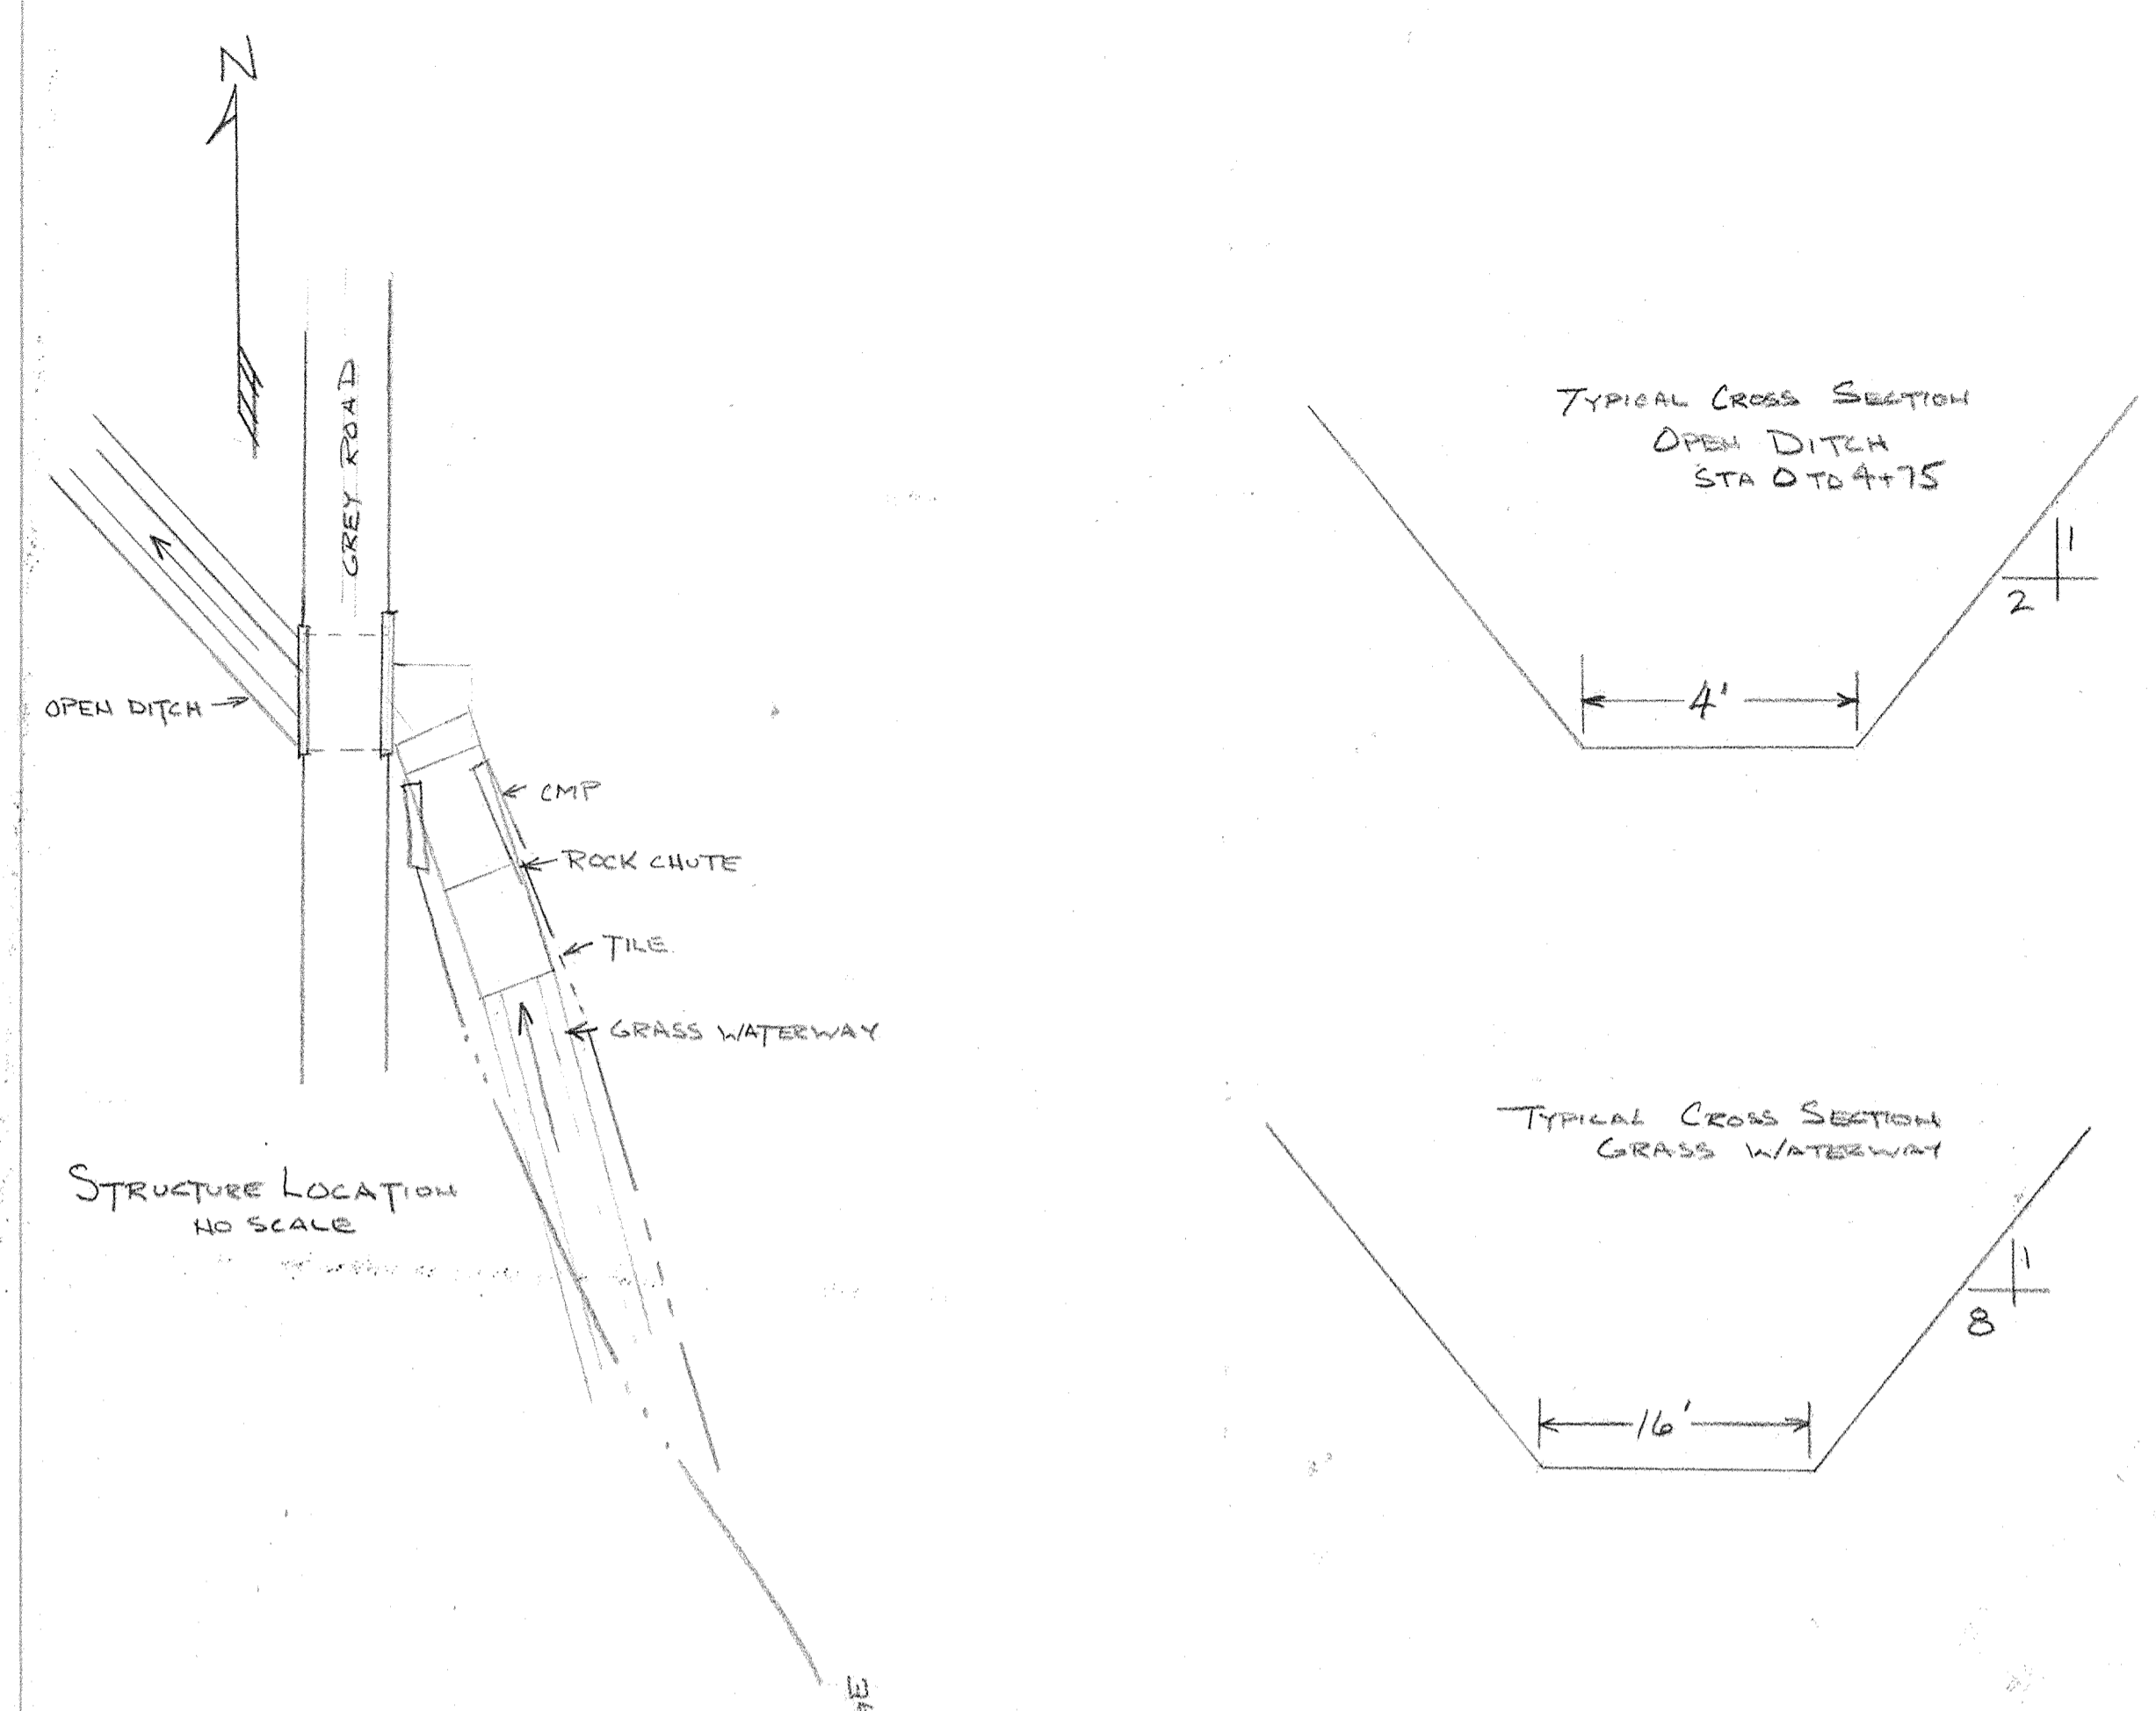 N
GREY ROAD
OPEN DITCH
CMP
ROCK CHUTE
TILE
GRASS WATERWAY
STRUCTURE LOCATION
NO SCALE
TYPICAL CROSS SECTION
OPEN DITCH
STA 0 TO 4+75
1
2
4'
TYPICAL CROSS SECTION
GRASS WATERWAY
1
8
16'